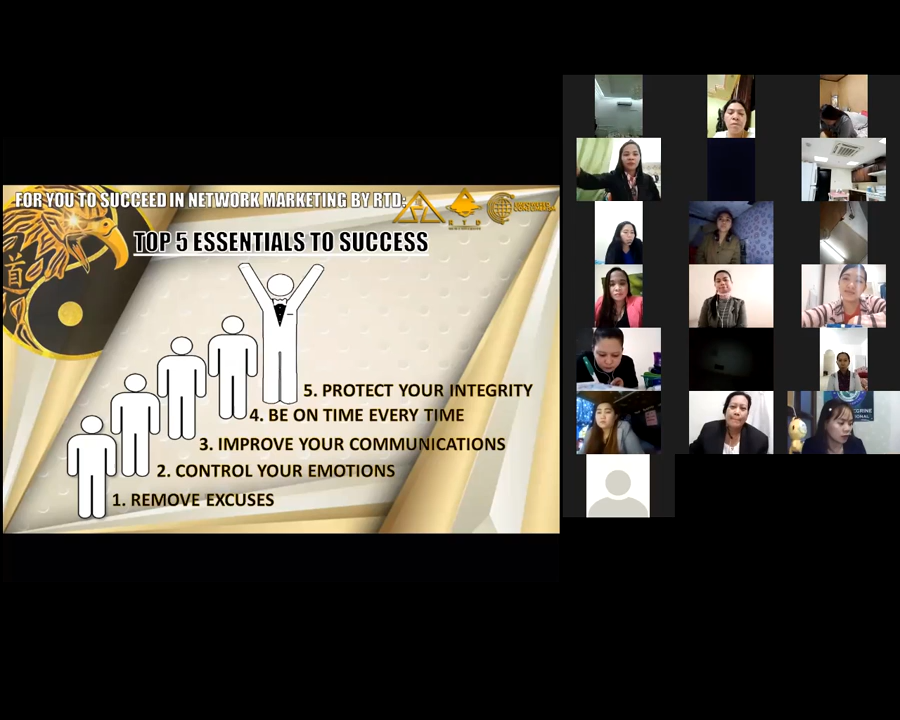 FOR YOU TO SUCCEED IN NETWORK MARKETING BY RTD:
TOP 5 ESSENTIALS TO SUCCESS
R T D
道
5. PROTECT YOUR INTEGRITY
4. BE ON TIME EVERY TIME
3. IMPROVE YOUR COMMUNICATIONS
2. CONTROL YOUR EMOTIONS
1. REMOVE EXCUSES